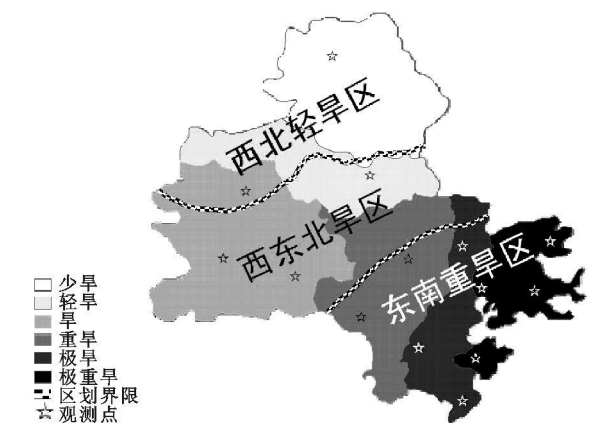 西北轻旱区
西东北旱区
东南重旱区
少旱
轻旱
旱
重旱
极旱
极重旱
区划界限
观测点